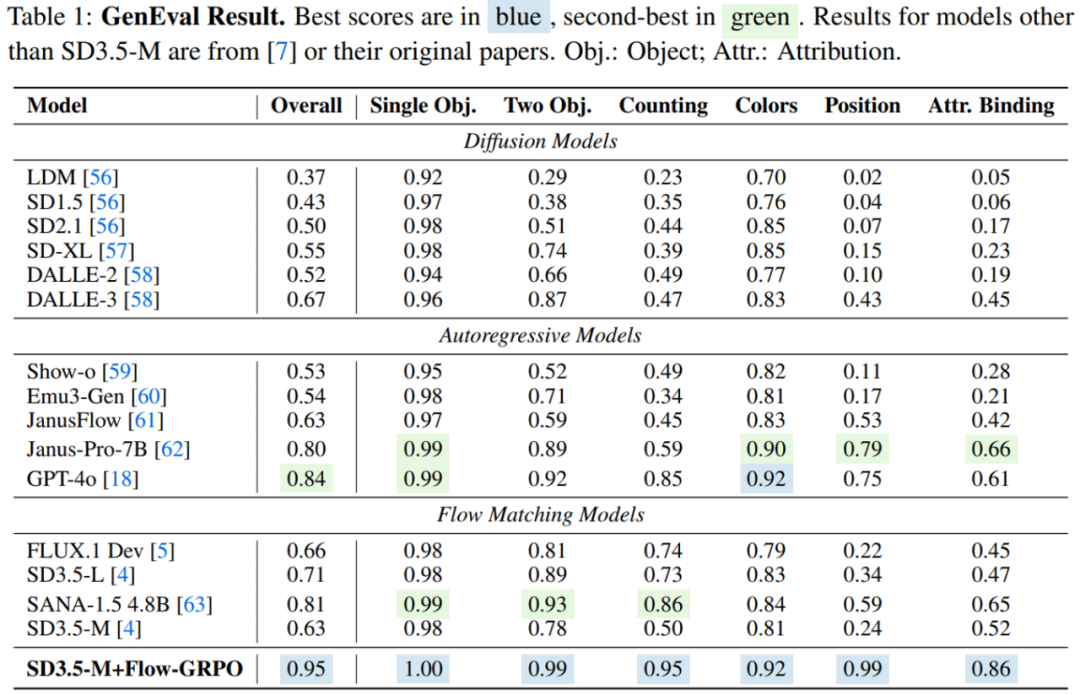 Table 1: GenEval Result. Best scores are in blue , second-best in green . Results for models other
than SD3.5-M are from [7] or their original papers. Obj.: Object; Attr.: Attribution.
Model Overall Single Obj. Two Obj. Counting Colors Position Attr. Binding
Diffusion Models
LDM [56] 0.37 0.92 0.29 0.23 0.70 0.02 0.05
SD1.5 [56] 0.43 0.97 0.38 0.35 0.76 0.04 0.06
SD2.1 [56] 0.50 0.98 0.51 0.44 0.85 0.07 0.17
SD-XL [57] 0.55 0.98 0.74 0.39 0.85 0.15 0.23
DALLE-2 [58] 0.52 0.94 0.66 0.49 0.77 0.10 0.19
DALLE-3 [58] 0.67 0.96 0.87 0.47 0.83 0.43 0.45
Autoregressive Models
Show-o [59] 0.53 0.95 0.52 0.49 0.82 0.11 0.28
Emu3-Gen [60] 0.54 0.98 0.71 0.34 0.81 0.17 0.21
JanusFlow [61] 0.63 0.97 0.59 0.45 0.83 0.53 0.42
Janus-Pro-7B [62] 0.80 0.99 0.89 0.59 0.90 0.79 0.66
GPT-4o [18] 0.84 0.99 0.92 0.85 0.92 0.75 0.61
Flow Matching Models
FLUX.1 Dev [5] 0.66 0.98 0.81 0.74 0.79 0.22 0.45
SD3.5-L [4] 0.71 0.98 0.89 0.73 0.83 0.34 0.47
SANA-1.5 4.8B [63] 0.81 0.99 0.93 0.86 0.84 0.59 0.65
SD3.5-M [4] 0.63 0.98 0.78 0.50 0.81 0.24 0.52
SD3.5-M+Flow-GRPO 0.95 1.00 0.99 0.95 0.92 0.99 0.86